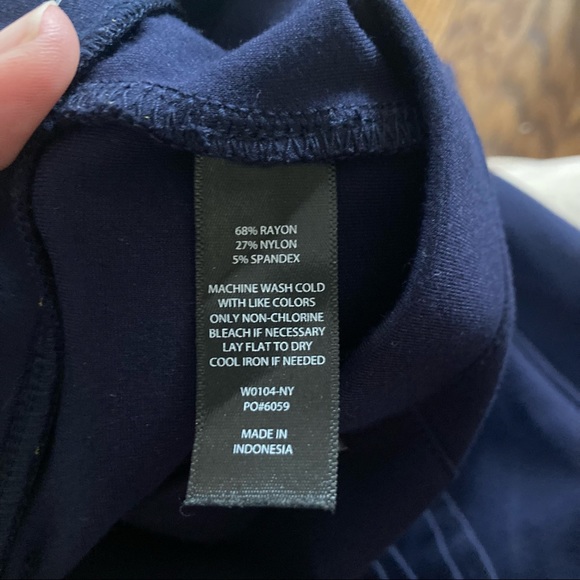 68% RAYON
27% NYLON
5% SPANDEX
MACHINE WASH COLD
WITH LIKE COLORS
ONLY NON-CHLORINE
BLEACH IF NECESSARY
LAY FLAT TO DRY
COOL IRON IF NEEDED
W0104-NY
PO#6059
MADE IN
INDONESIA